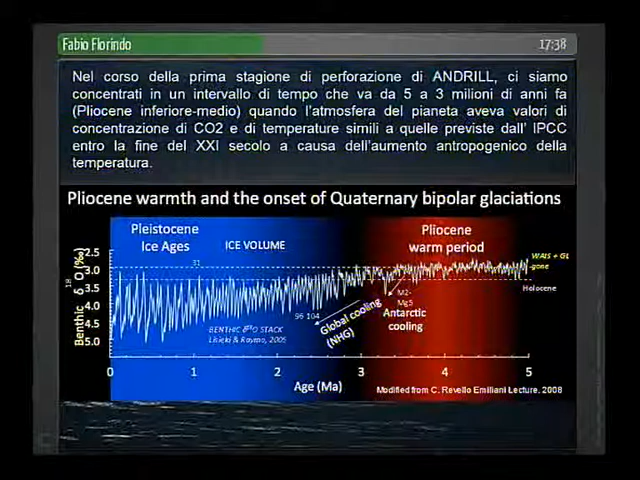 Fabio Florindo
17:38
Nel corso della prima stagione di perforazione di ANDRILL, ci siamo
concentrati in un intervallo di tempo che va da 5 a 3 milioni di anni fa
(Pliocene inferiore-medio) quando l'atmosfera del pianeta aveva valori di
concentrazione di CO2 e di temperature simili a quelle previste dall' IPCC
entro la fine del XXI secolo a causa dell'aumento antropogenico della
temperatura.
Pliocene warmth and the onset of Quaternary bipolar glaciations
Pleistocene
Ice Ages
ICE VOLUME
Pliocene
warm period
Benthic δ18O (‰)
2.5
3.0
3.5
4.0
4.5
5.0
31
WAIS + GL
gone
Holocene
96 104
M2-
Mg5
Global cooling
(NHG)
Antarctic
cooling
BENTHIC δ18O STACK
Lisieki & Raymo, 2005
0 1 2 3 4 5
Age (Ma)
Modified from C. Revello Emiliani Lecture, 2008